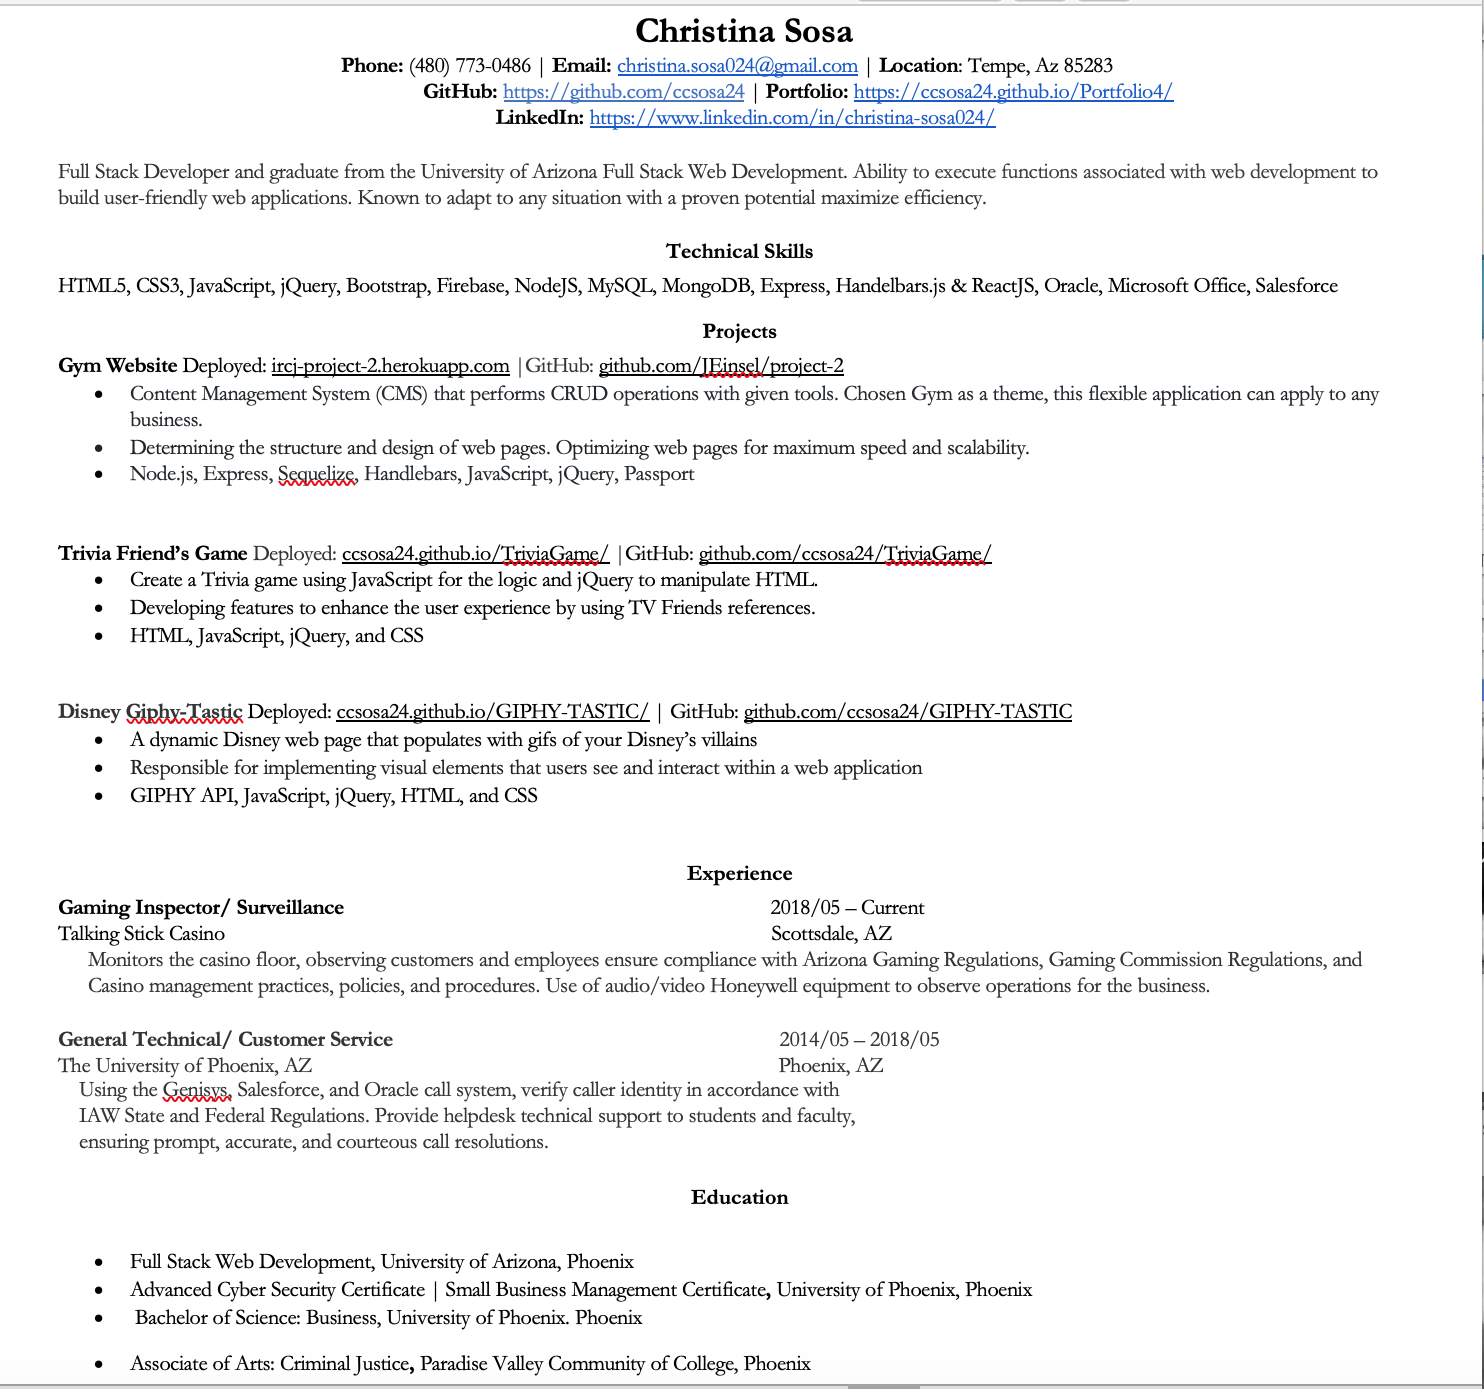 Christina Sosa
Phone: (480) 773-0486 | Email: christina.sosa024@gmail.com | Location: Tempe, Az 85283
GitHub: https://github.com/ccsosa24 | Portfolio: https://ccsosa24.github.io/Portfolio4/
LinkedIn: https://www.linkedin.com/in/christina-sosa024/
Full Stack Developer and graduate from the University of Arizona Full Stack Web Development. Ability to execute functions associated with web development to
build user-friendly web applications. Known to adapt to any situation with a proven potential maximize efficiency.
Technical Skills
HTML5, CSS3, JavaScript, jQuery, Bootstrap, Firebase, NodeJS, MySQL, MongoDB, Express, Handelbars.js & ReactJS, Oracle, Microsoft Office, Salesforce
Projects
Gym Website Deployed: ircj-project-2.herokuapp.com |GitHub: github.com/JEinsel/project-2
• Content Management System (CMS) that performs CRUD operations with given tools. Chosen Gym as a theme, this flexible application can apply to any
business.
• Determining the structure and design of web pages. Optimizing web pages for maximum speed and scalability.
• Node.js, Express, Sequelize, Handlebars, JavaScript, jQuery, Passport
Trivia Friend's Game Deployed: ccsosa24.github.io/TriviaGame/ |GitHub: github.com/ccsosa24/TriviaGame/
• Create a Trivia game using JavaScript for the logic and jQuery to manipulate HTML.
• Developing features to enhance the user experience by using TV Friends references.
• HTML, JavaScript, jQuery, and CSS
Disney Giphy-Tastic Deployed: ccsosa24.github.io/GIPHY-TASTIC/ | GitHub: github.com/ccsosa24/GIPHY-TASTIC
• A dynamic Disney web page that populates with gifs of your Disney's villains
• Responsible for implementing visual elements that users see and interact within a web application
• GIPHY API, JavaScript, jQuery, HTML, and CSS
Experience
Gaming Inspector/ Surveillance 2018/05 – Current
Talking Stick Casino Scottsdale, AZ
Monitors the casino floor, observing customers and employees ensure compliance with Arizona Gaming Regulations, Gaming Commission Regulations, and
Casino management practices, policies, and procedures. Use of audio/video Honeywell equipment to observe operations for the business.
General Technical/ Customer Service 2014/05 – 2018/05
The University of Phoenix, AZ Phoenix, AZ
Using the Genisys, Salesforce, and Oracle call system, verify caller identity in accordance with
IAW State and Federal Regulations. Provide helpdesk technical support to students and faculty,
ensuring prompt, accurate, and courteous call resolutions.
Education
• Full Stack Web Development, University of Arizona, Phoenix
• Advanced Cyber Security Certificate | Small Business Management Certificate, University of Phoenix, Phoenix
• Bachelor of Science: Business, University of Phoenix. Phoenix
• Associate of Arts: Criminal Justice, Paradise Valley Community of College, Phoenix